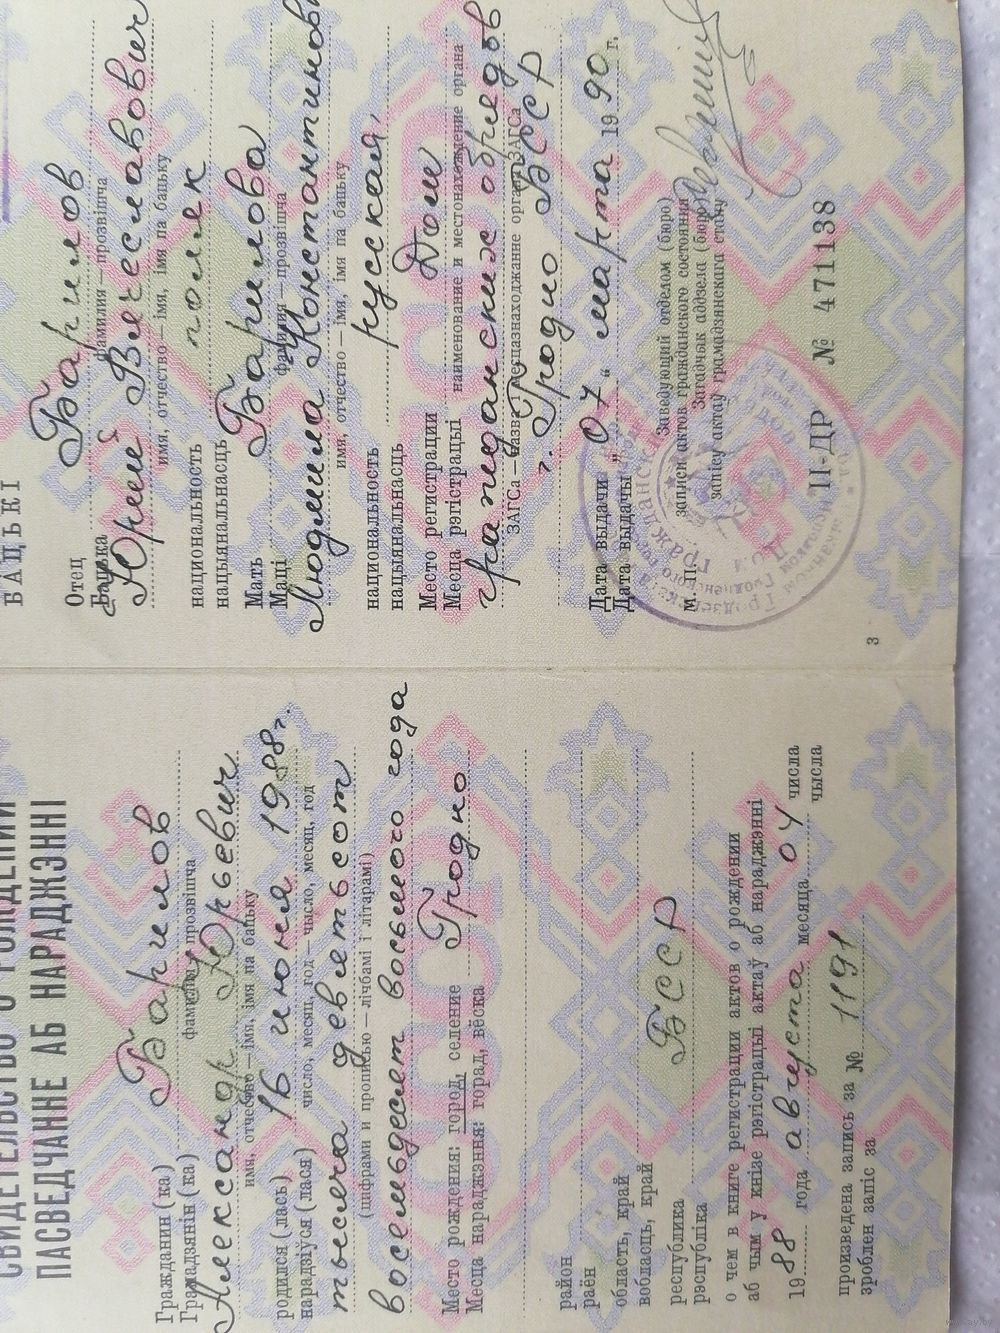 СВИДЕТЕЛЬСТВО О РОЖДЕНИИ
ПАСВЕДЧАННЕ АБ НАРАДЖЭННІ
Гражданин (ка)
Грамадзянін (ка)
Барилов
фамилия — прозвішча
Александр Юрьевич
имя, отчество — імя, імя па бацьку
родился (лась)
нарадзіўся (лася)
16 июня 1988 г.
число, месяц, год — чысло, месяц, год
тысяча девятьсот
(цифрами и прописью — лічбамі і літарамі)
восемьдесят восьмого года
Место рождения: город, селение
Месца нараджэння: горад, вёска
Гродно
район
раён
область, край
вобласць, край
республика
рэспубліка
БССР
о чем в книге регистрации актов о рождении
аб чым у кнізе рэгістрацыі актаў аб нараджэнні
19 88 года августа месяца 04 числа
чысла
произведена запись за № 1191
зроблен запіс за
БАЦЬКІ
Отец
Бацька
Барилов
фамилия — прозвішча
Юрий Вячеславович
имя, отчество — імя, імя па бацьку
национальность
нацыянальнасць
поляк
Мать
Маці
Барилова
фамилия — прозвішча
Людмила Константиновна
имя, отчество — імя, імя па бацьку
национальность
нацыянальнасць
русская
Место регистрации
Месца рэгістрацыі
Дом
наименование и местонахождение органа
гражданских обрядов
ЗАГСа — назва і месцазнаходжанне органа ЗАГСа
г. Гродно БССР
Дата выдачи
Дата выдачы
„07“ марта 1990 г.
М. П.
Заведующий отделом (бюро)
записи актов гражданского состояния
Загадчык аддзела (бюро)
запісу актаў грамадзянскага стану
II-ДР № 471138
3